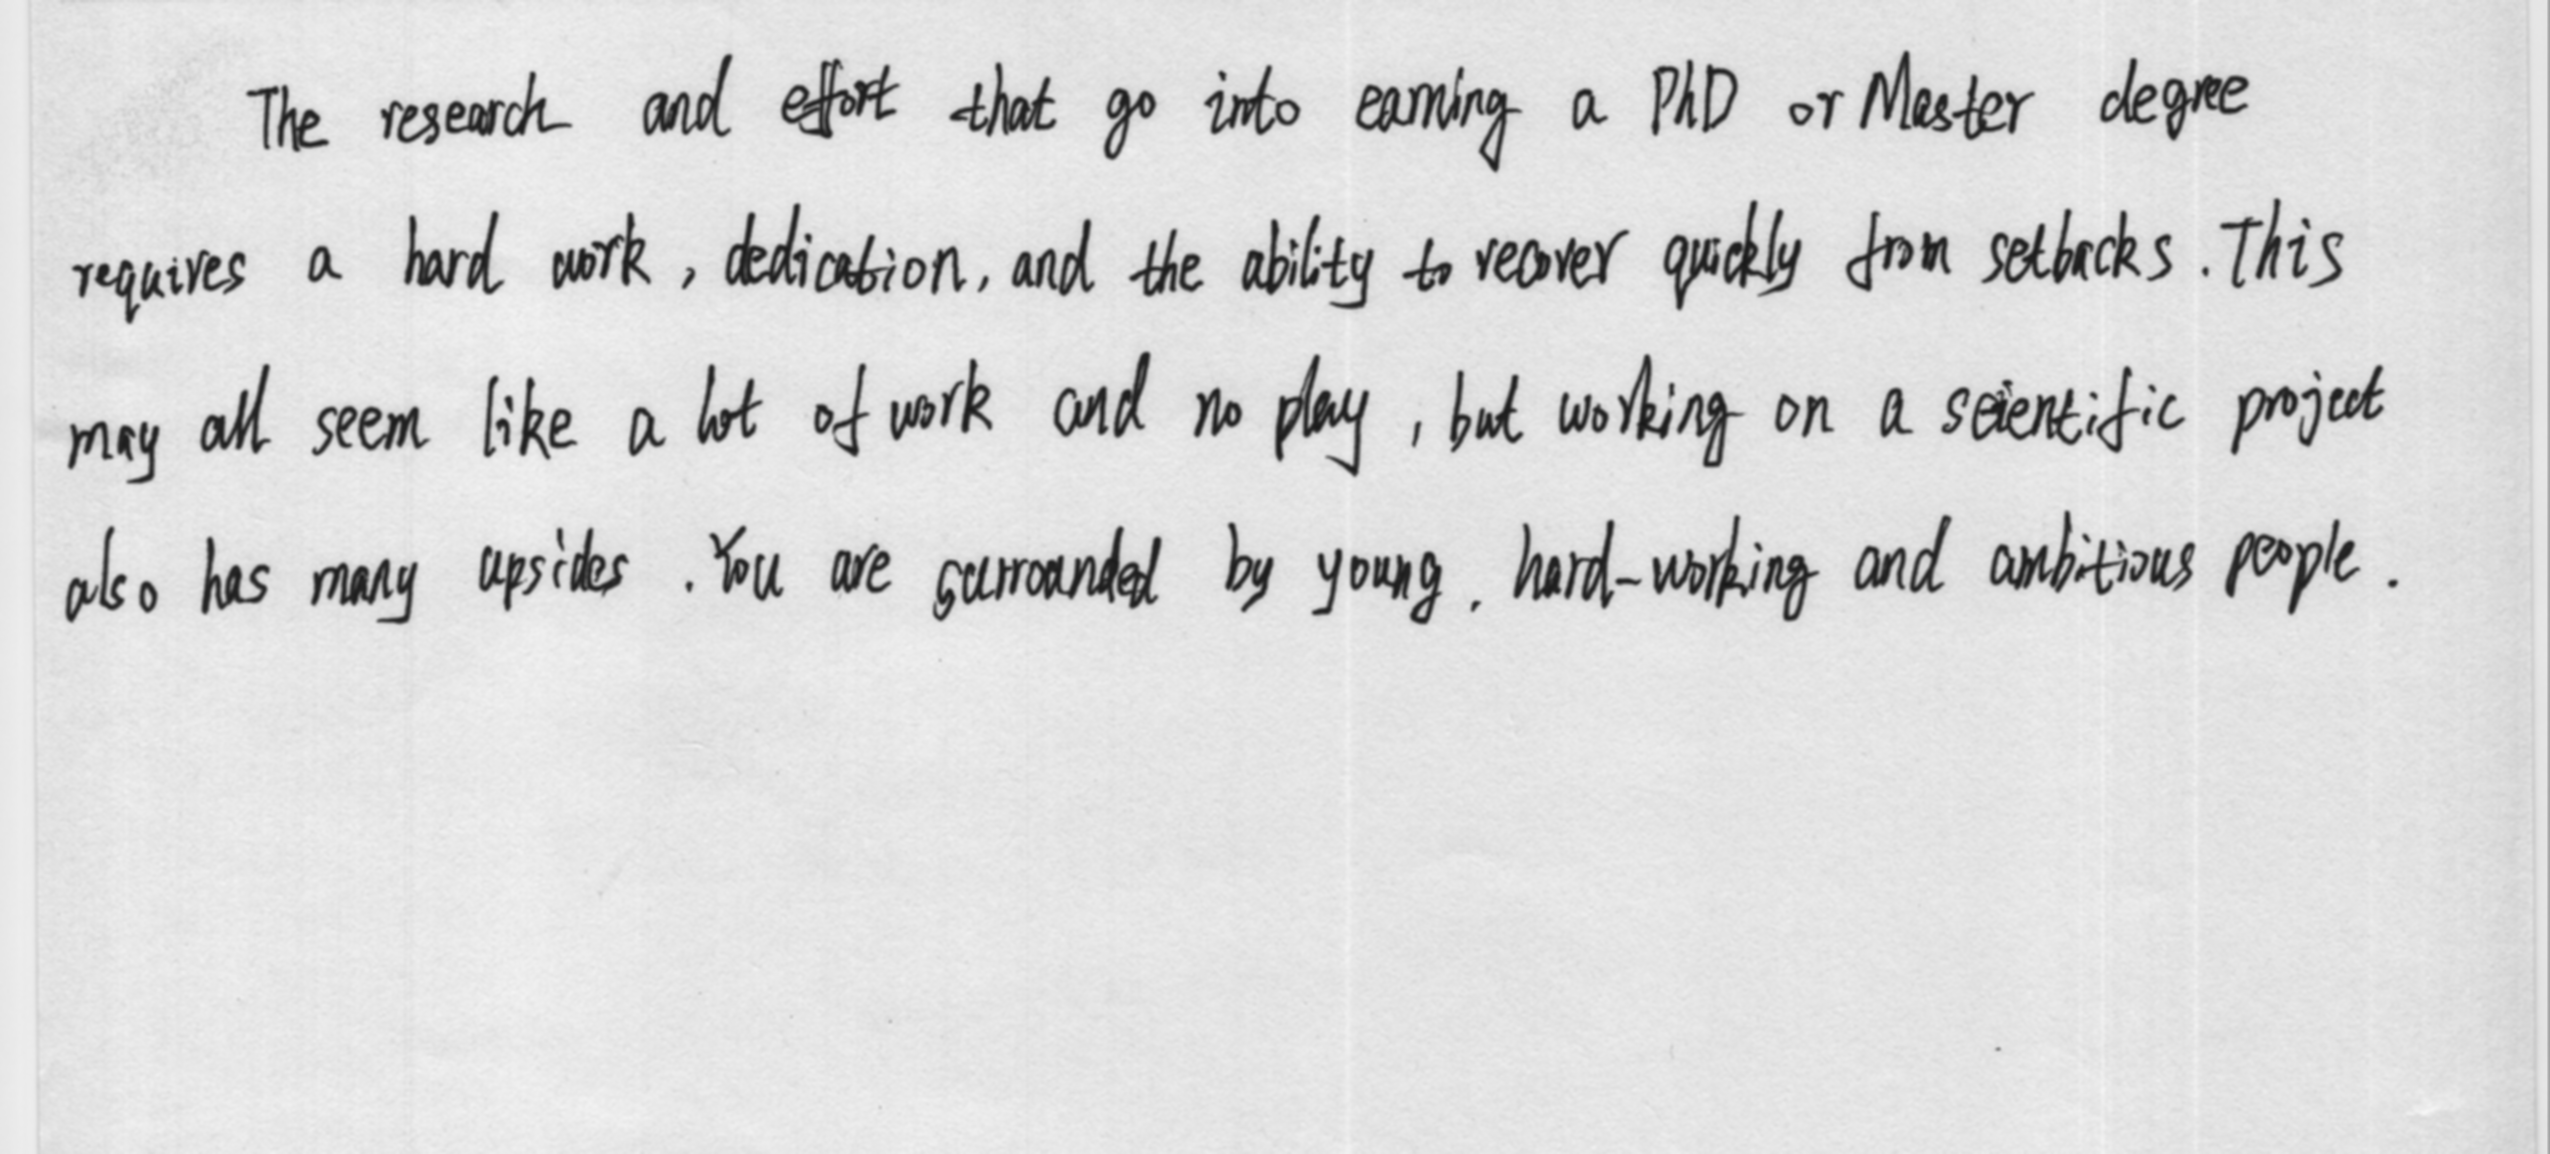 The research and effort that go into earning a PhD or Master degree
requires a hard work, dedication, and the ability to recover quickly from setbacks. This
may all seem like a lot of work and no play, but working on a scientific project
also has many upsides. You are surrounded by young, hard-working and ambitious people.